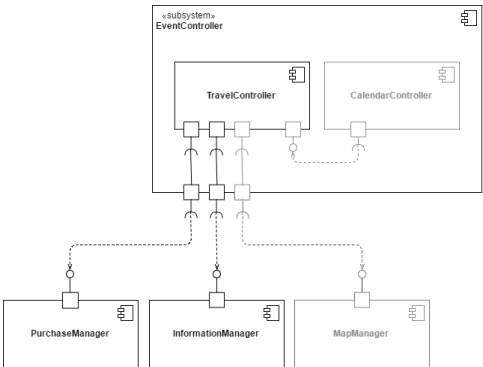 «subsystem»
EventController
TravelController
CalendarController
PurchaseManager
InformationManager
MapManager